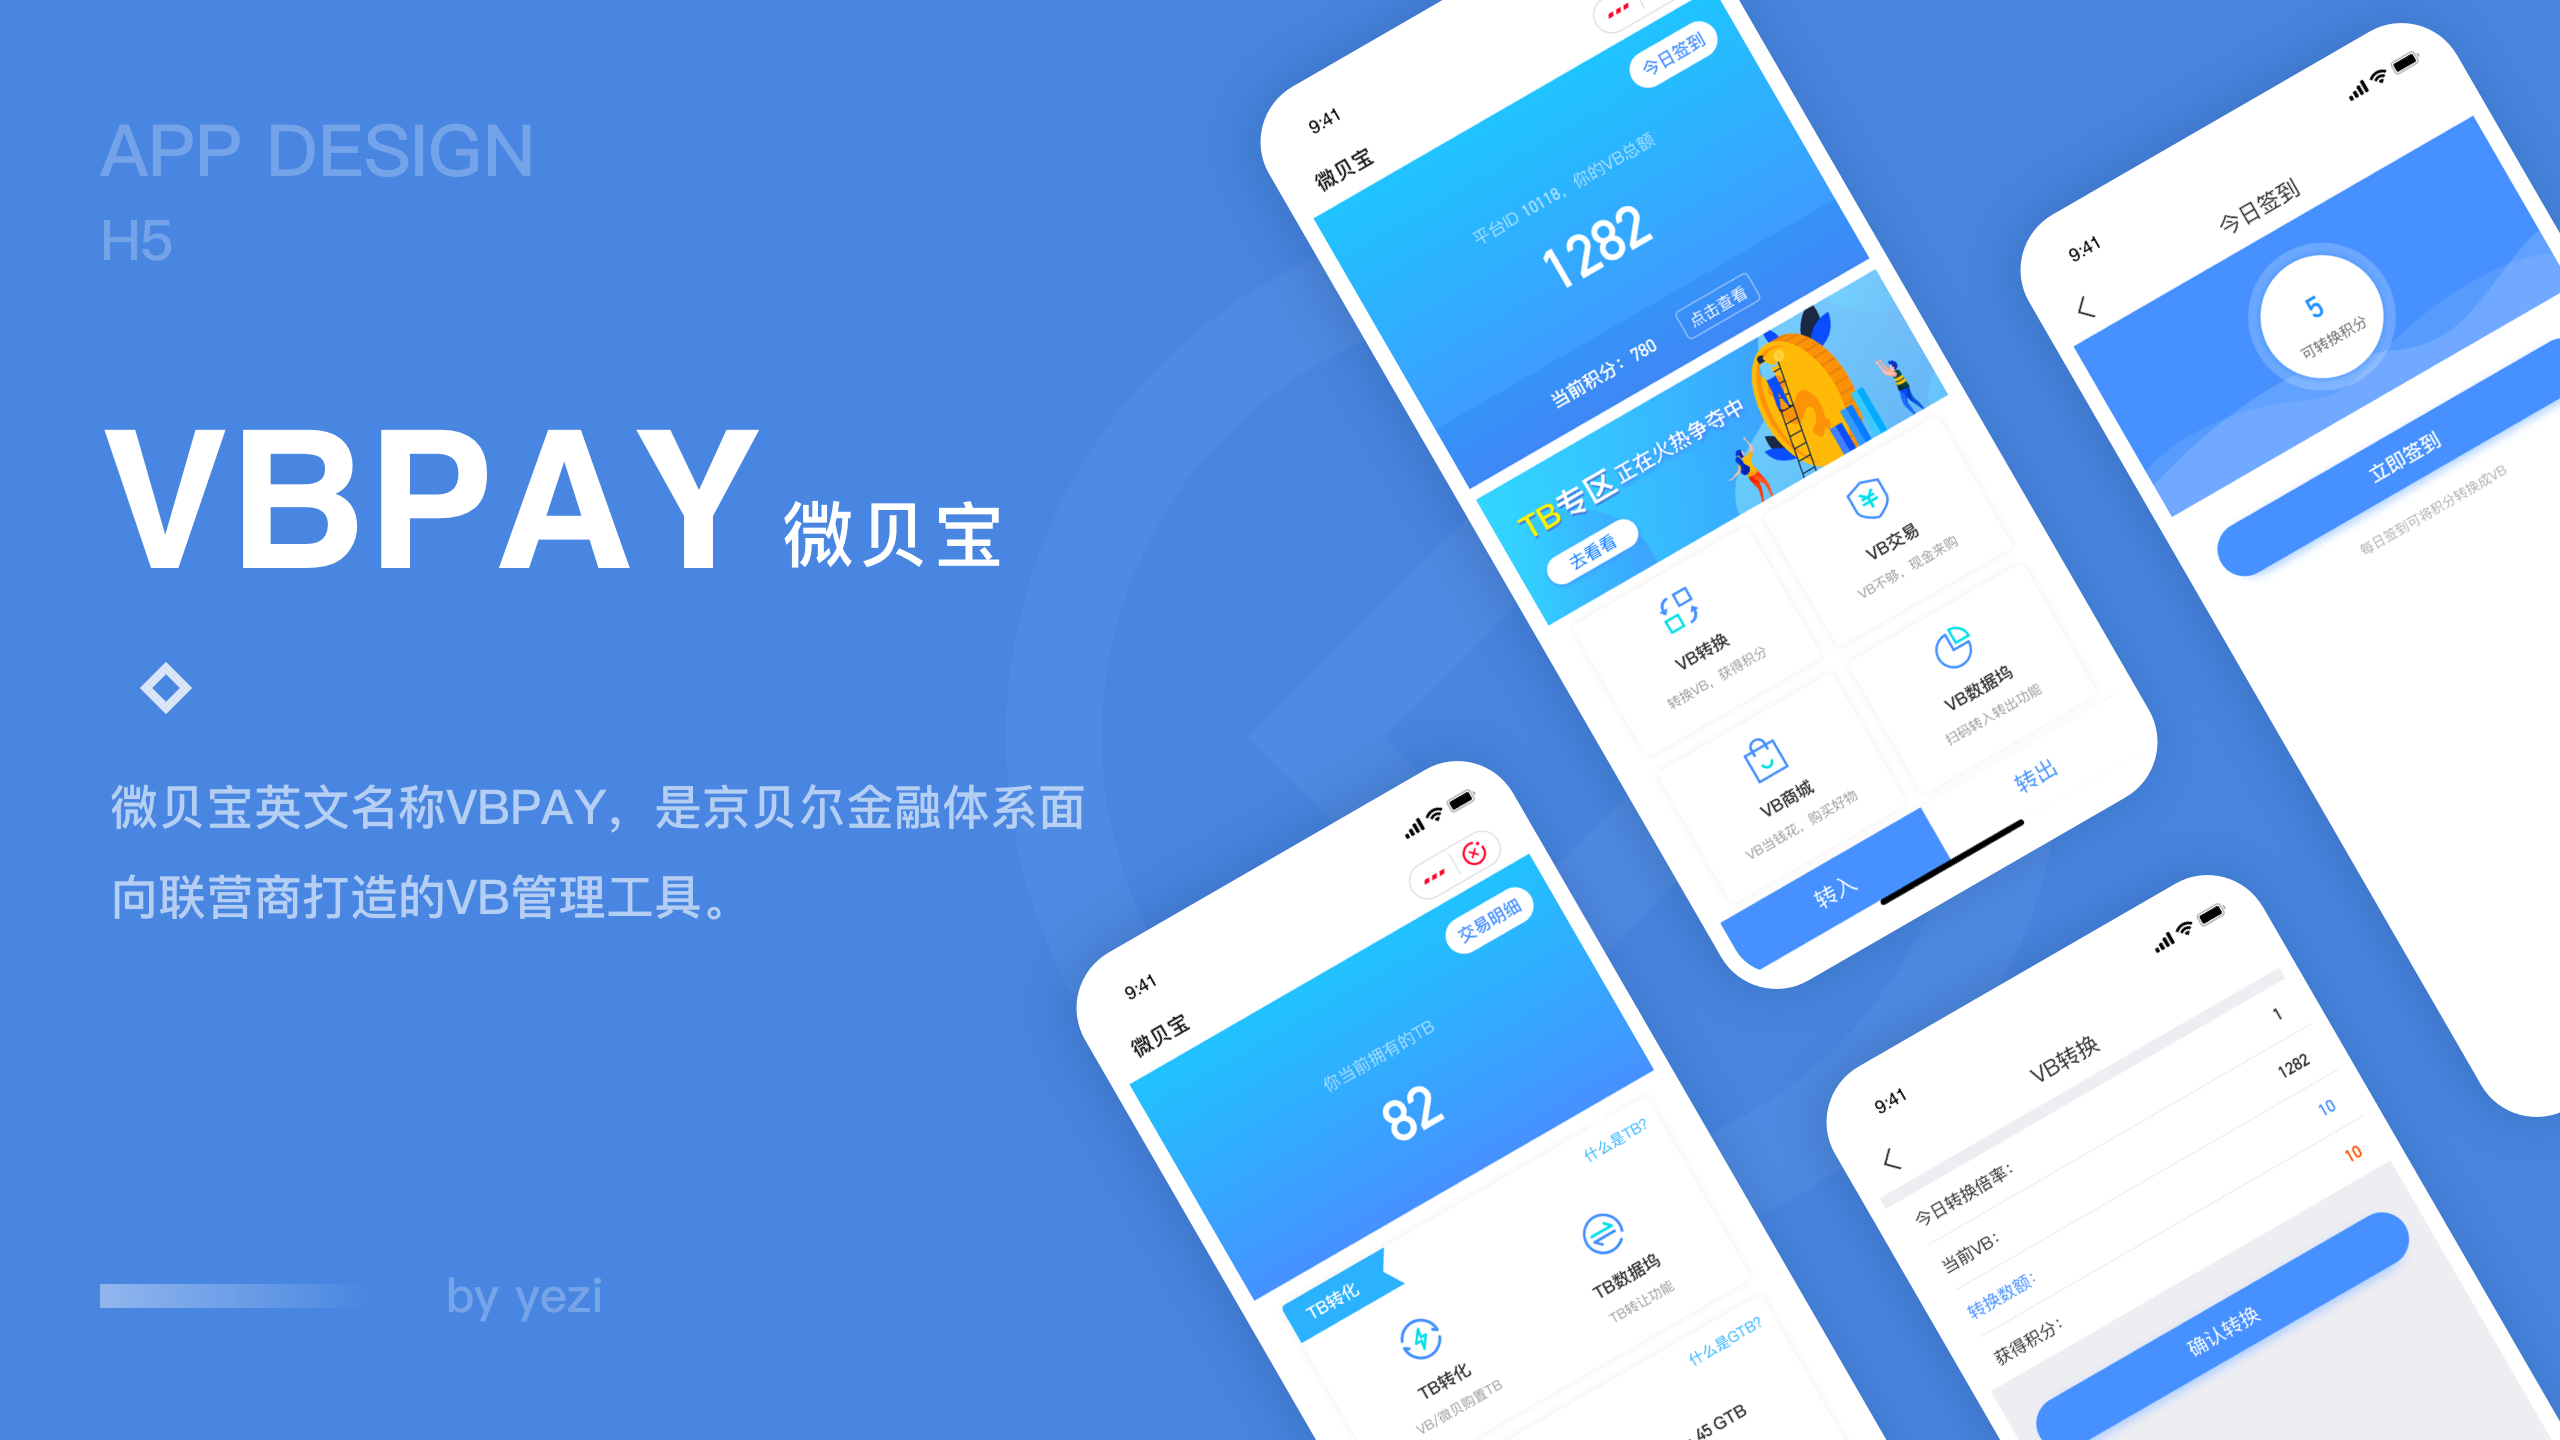 APP DESIGN
H5
VBPAY 微贝宝
微贝宝英文名称VBPAY，是京贝尔金融体系面
向联营商打造的VB管理工具。
by yezi
9:41
微贝宝
今日签到
平台ID 10118，你的VB总额
1282
当前积分：780
点击查看
TB专区 正在火热争夺中
去看看
VB转换
转换VB，获得积分
VB交易
VB不够，现金来购
VB商城
VB当钱花，购买好物
VB数据坞
扫码转入转出功能
转入
转出
9:41
今日签到
5
可转换积分
立即签到
每日签到可将积分转换成VB
9:41
微贝宝
交易明细
你当前拥有的TB
82
什么是TB?
TB转化
TB转化
VB/微贝购置TB
TB数据坞
TB转让功能
什么是GTB?
45 GTB
9:41
VB转换
今日转换倍率：
1
当前VB：
1282
转换数额：
10
获得积分：
10
确认转换